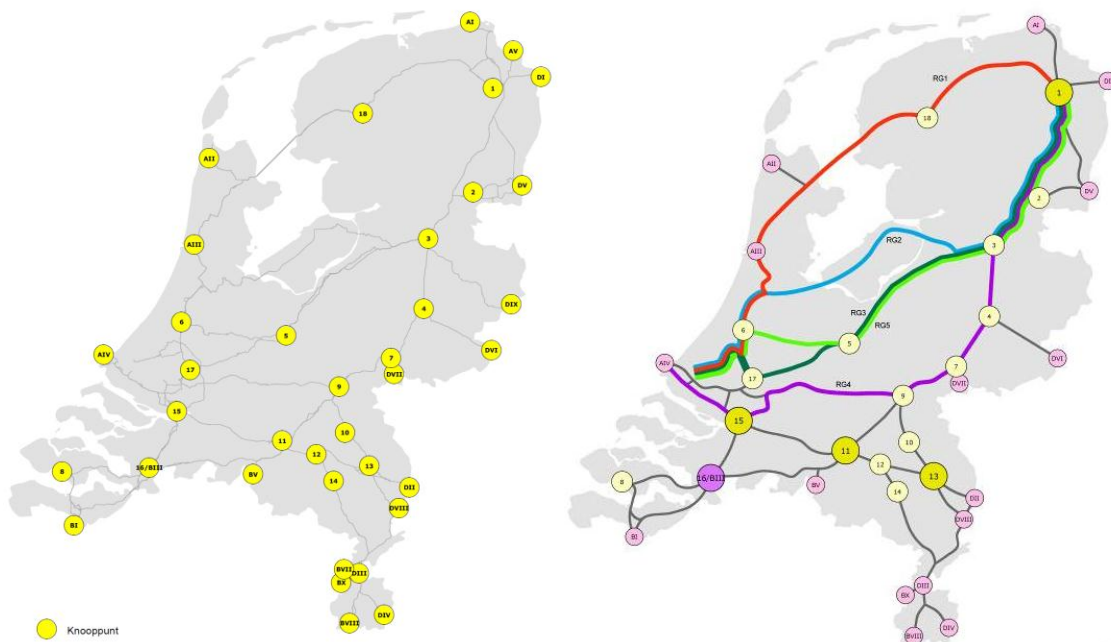 AI
AV
DI
1
18
AII
2
DV
AIII
3
DIX
4
6
5
AIV
7
DVI
17
DVII
9
15
10
11
12
13
16/BIII
8
BV
14
DII
BI
DVIII
BVII
DIII
BX
DIV
BVIII
Knooppunt
AI
RG1
DI
1
18
AII
2
DV
AIII
RG2
3
RG3
RG5
4
6
5
AIV
17
7
DVI
DVII
RG4
9
15
10
11
12
13
16/BIII
8
BV
14
DII
DVIII
BI
DIII
BX
DIV
BVIII